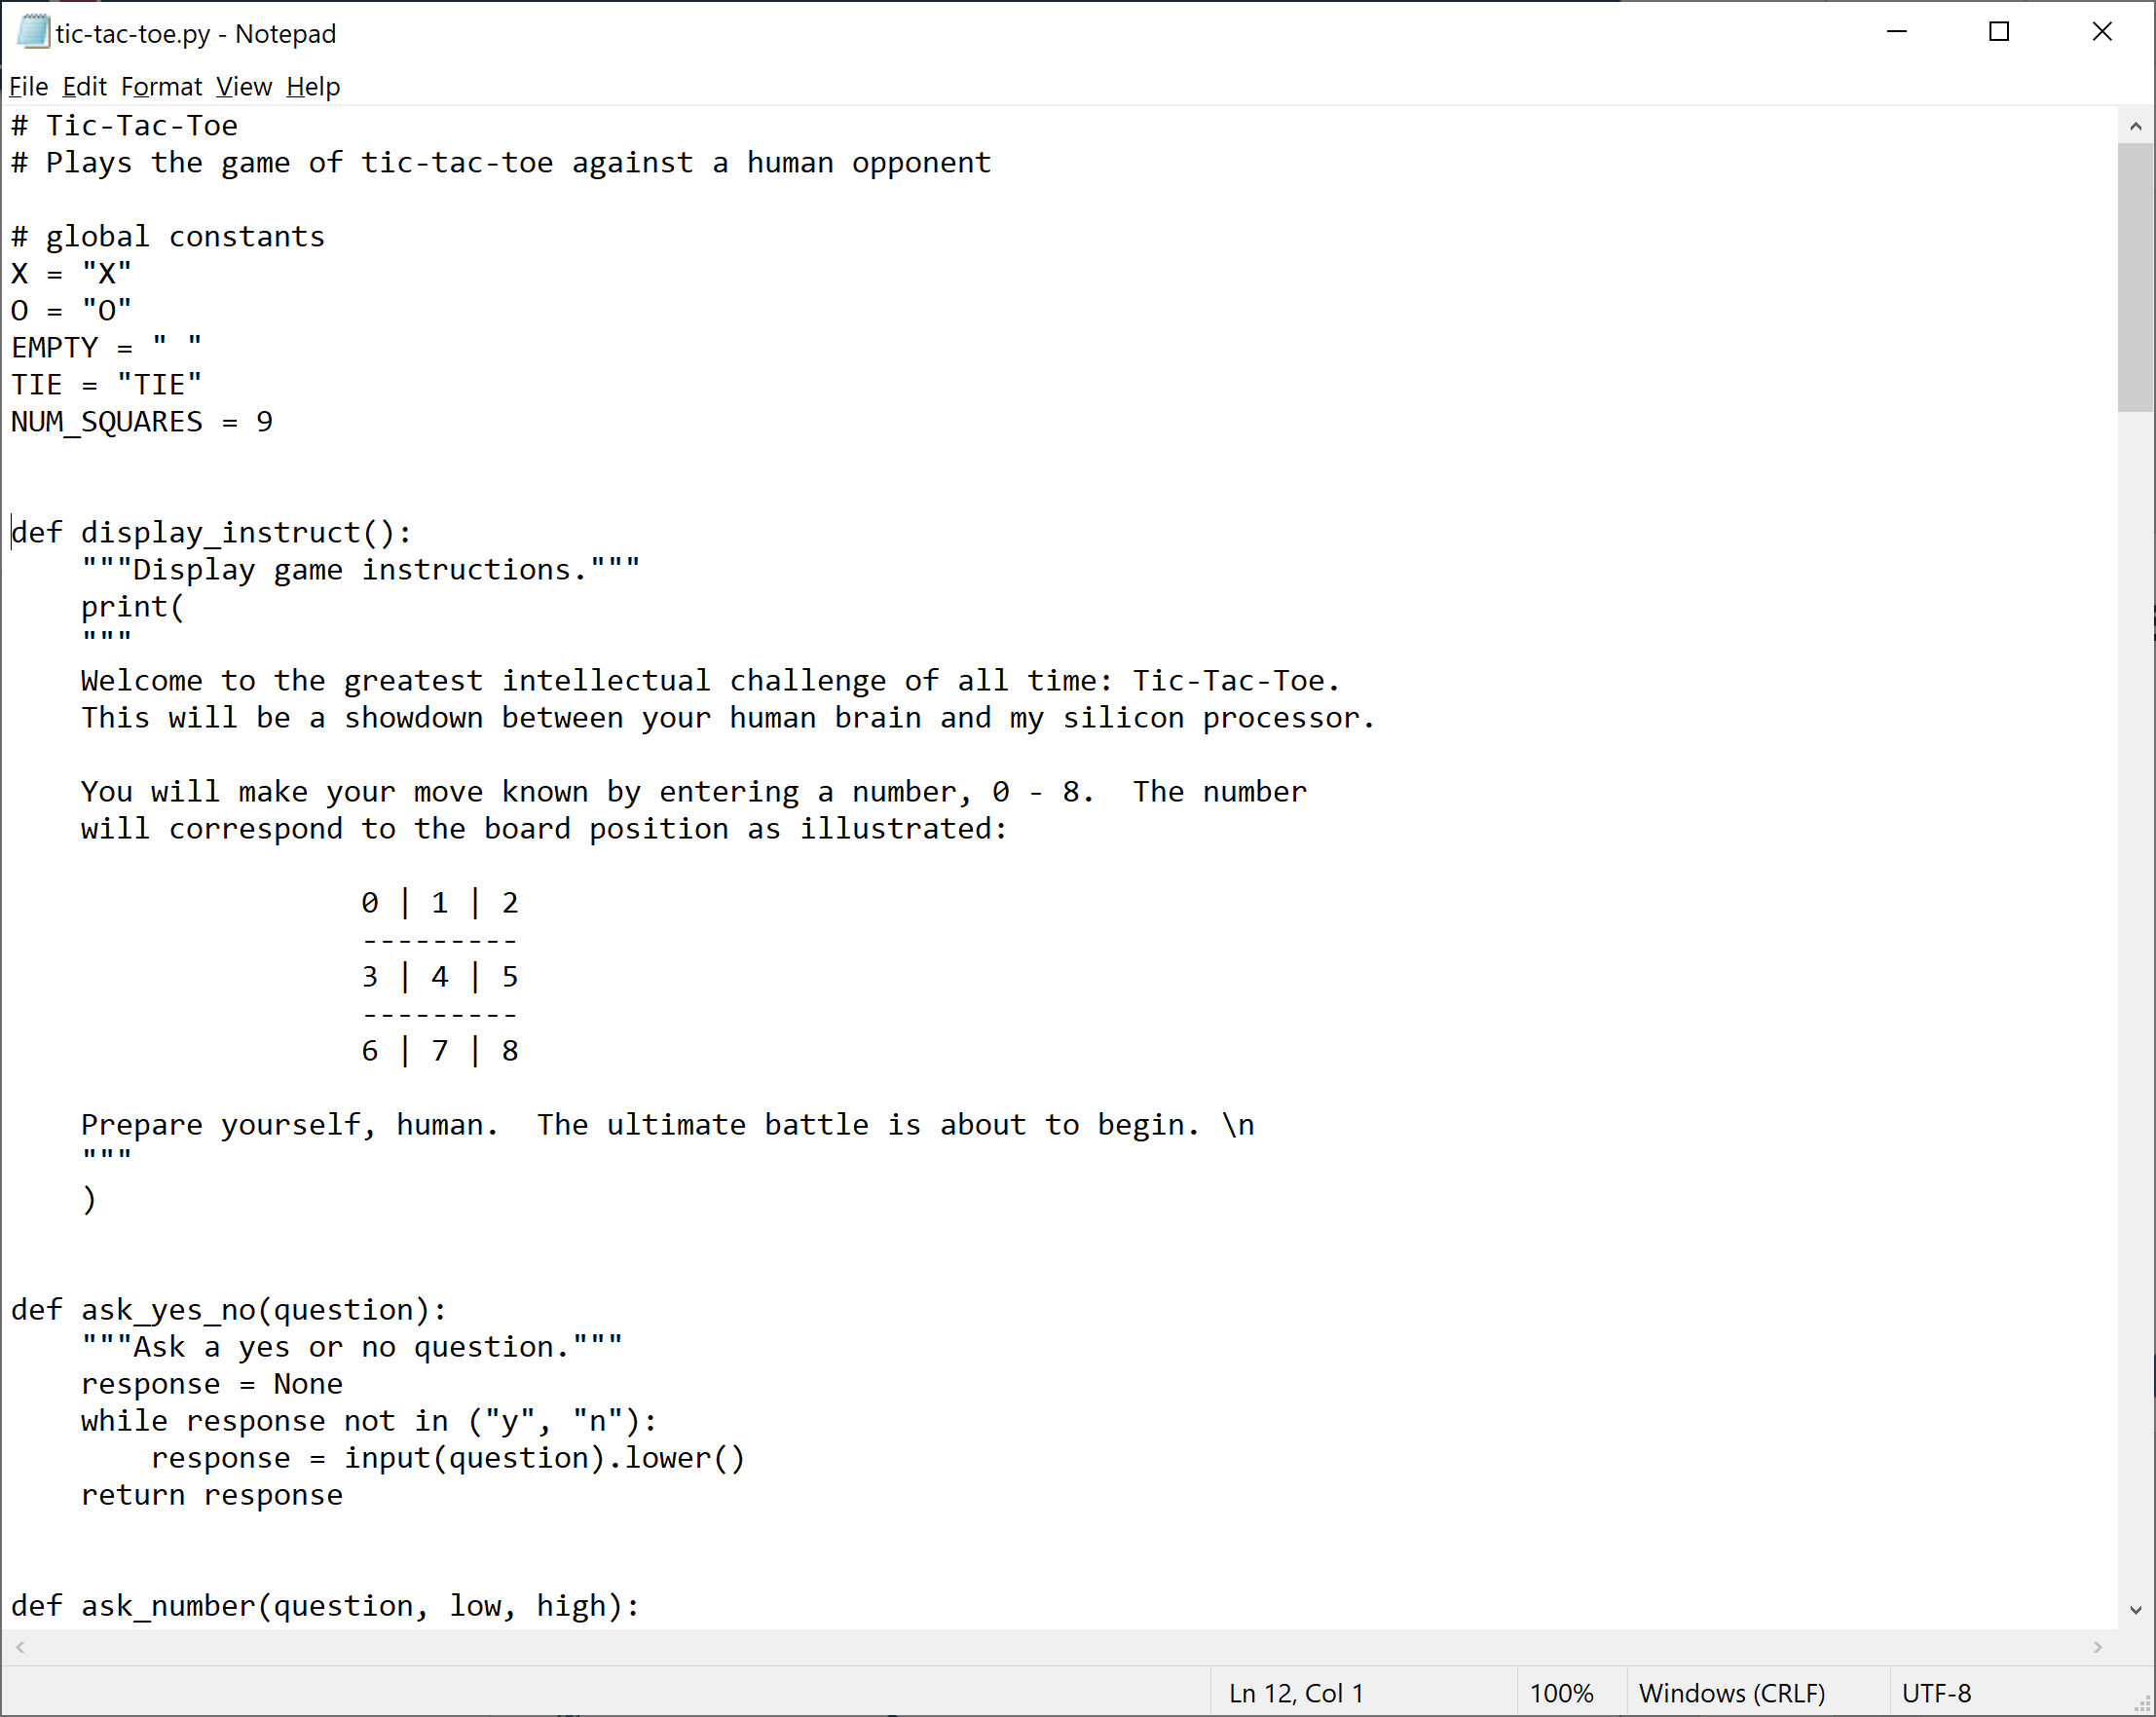 tic-tac-toe.py - Notepad
File Edit Format View Help
# Tic-Tac-Toe
# Plays the game of tic-tac-toe against a human opponent

# global constants
X = "X"
O = "O"
EMPTY = " "
TIE = "TIE"
NUM_SQUARES = 9


def display_instruct():
    """Display game instructions."""
    print(
    """
    Welcome to the greatest intellectual challenge of all time: Tic-Tac-Toe.
    This will be a showdown between your human brain and my silicon processor.

    You will make your move known by entering a number, 0 - 8.  The number
    will correspond to the board position as illustrated:

                    0 | 1 | 2
                    ---------
                    3 | 4 | 5
                    ---------
                    6 | 7 | 8

    Prepare yourself, human.  The ultimate battle is about to begin. \n
    """
    )


def ask_yes_no(question):
    """Ask a yes or no question."""
    response = None
    while response not in ("y", "n"):
        response = input(question).lower()
    return response


def ask_number(question, low, high):
Ln 12, Col 1 100% Windows (CRLF) UTF-8